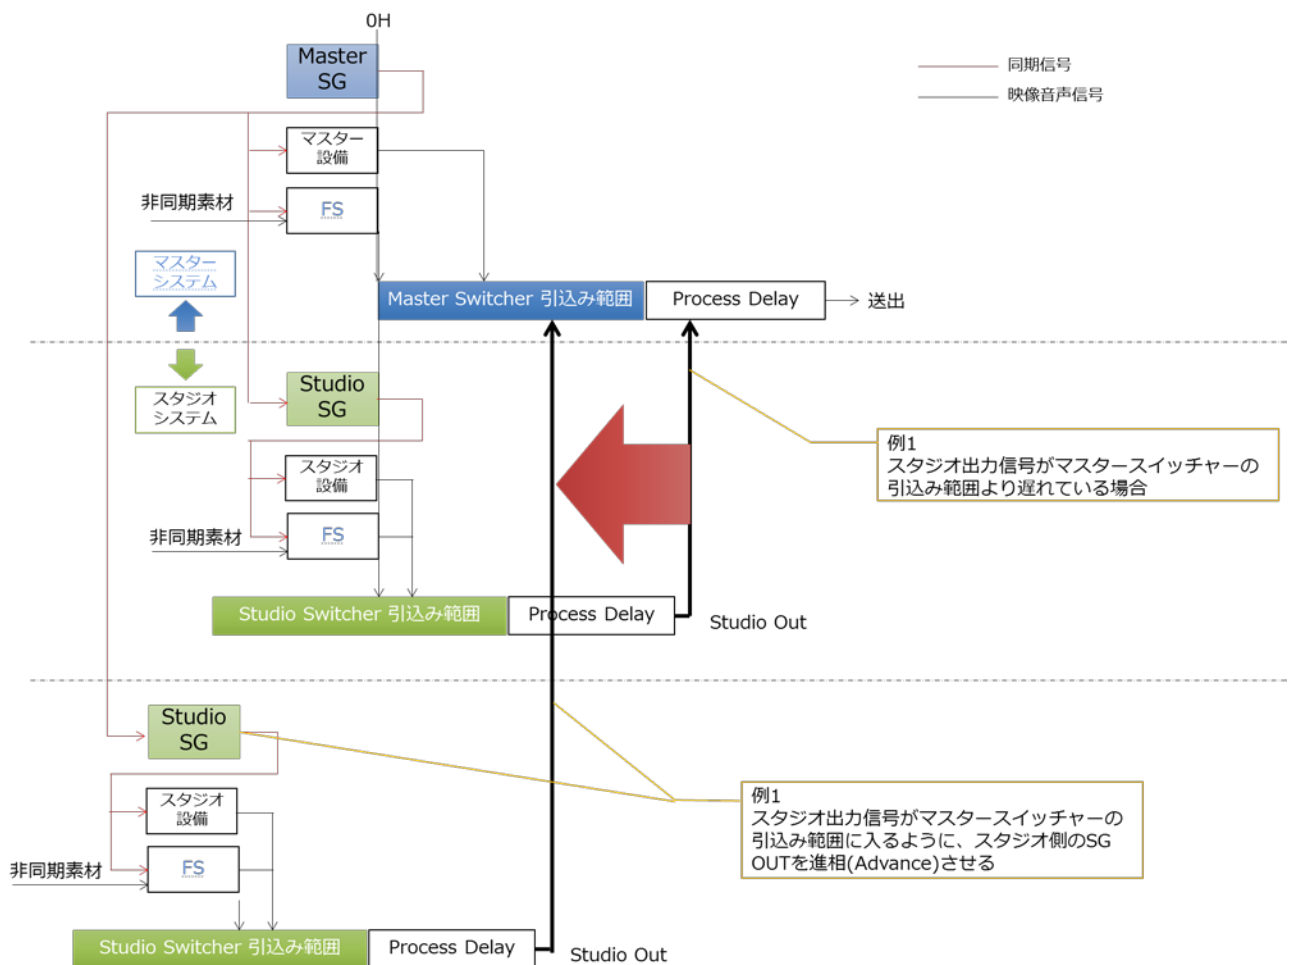 0H
Master
SG
同期信号
映像音声信号
マスター
設備
非同期素材
FS
マスター
システム
Master Switcher 引込み範囲
Process Delay
送出
スタジオ
システム
Studio
SG
例1
スタジオ出力信号がマスタースイッチャーの
引込み範囲より遅れている場合
スタジオ
設備
非同期素材
FS
Studio Switcher 引込み範囲
Process Delay
Studio Out
Studio
SG
例1
スタジオ出力信号がマスタースイッチャーの
引込み範囲に入るように、スタジオ側のSG
OUTを進相(Advance)させる
スタジオ
設備
非同期素材
FS
Studio Switcher 引込み範囲
Process Delay
Studio Out